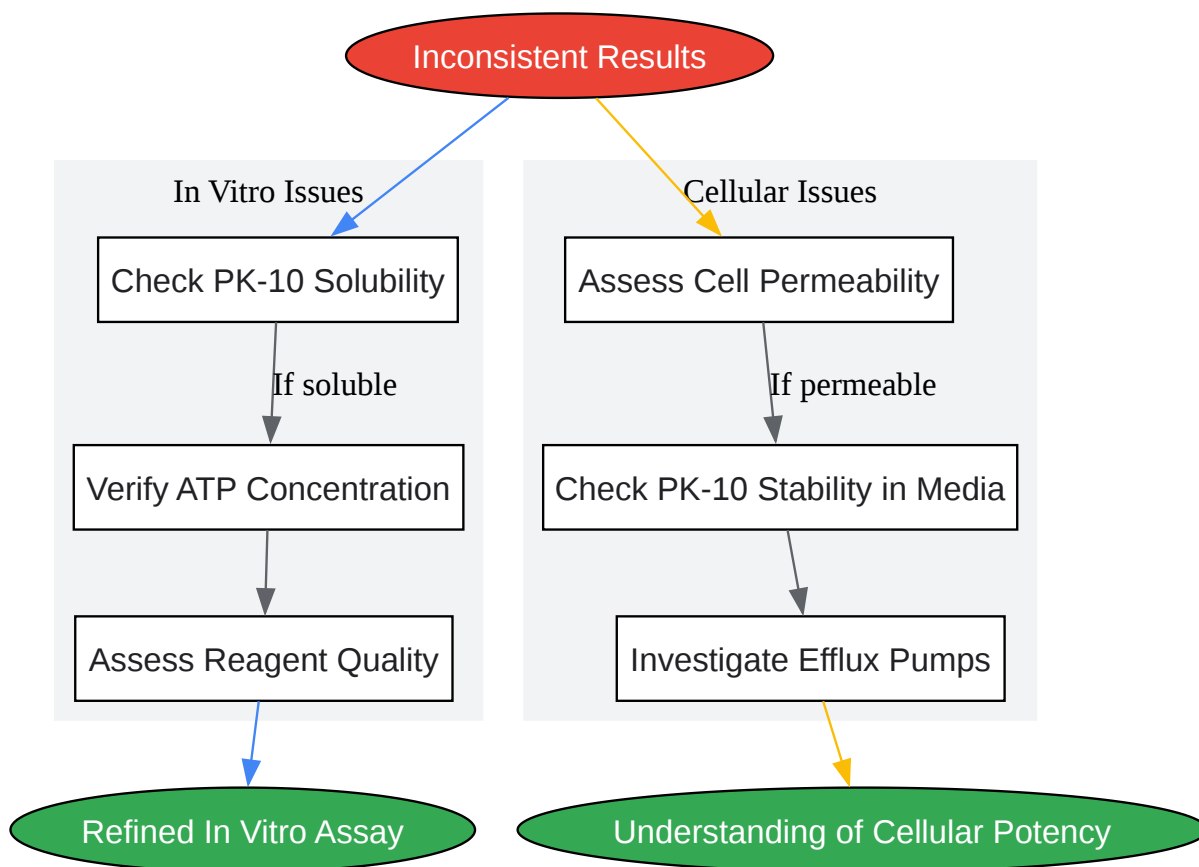 Inconsistent Results
In Vitro Issues
Check PK-10 Solubility
If soluble
Verify ATP Concentration
Assess Reagent Quality
Refined In Vitro Assay
Cellular Issues
Assess Cell Permeability
If permeable
Check PK-10 Stability in Media
Investigate Efflux Pumps
Understanding of Cellular Potency